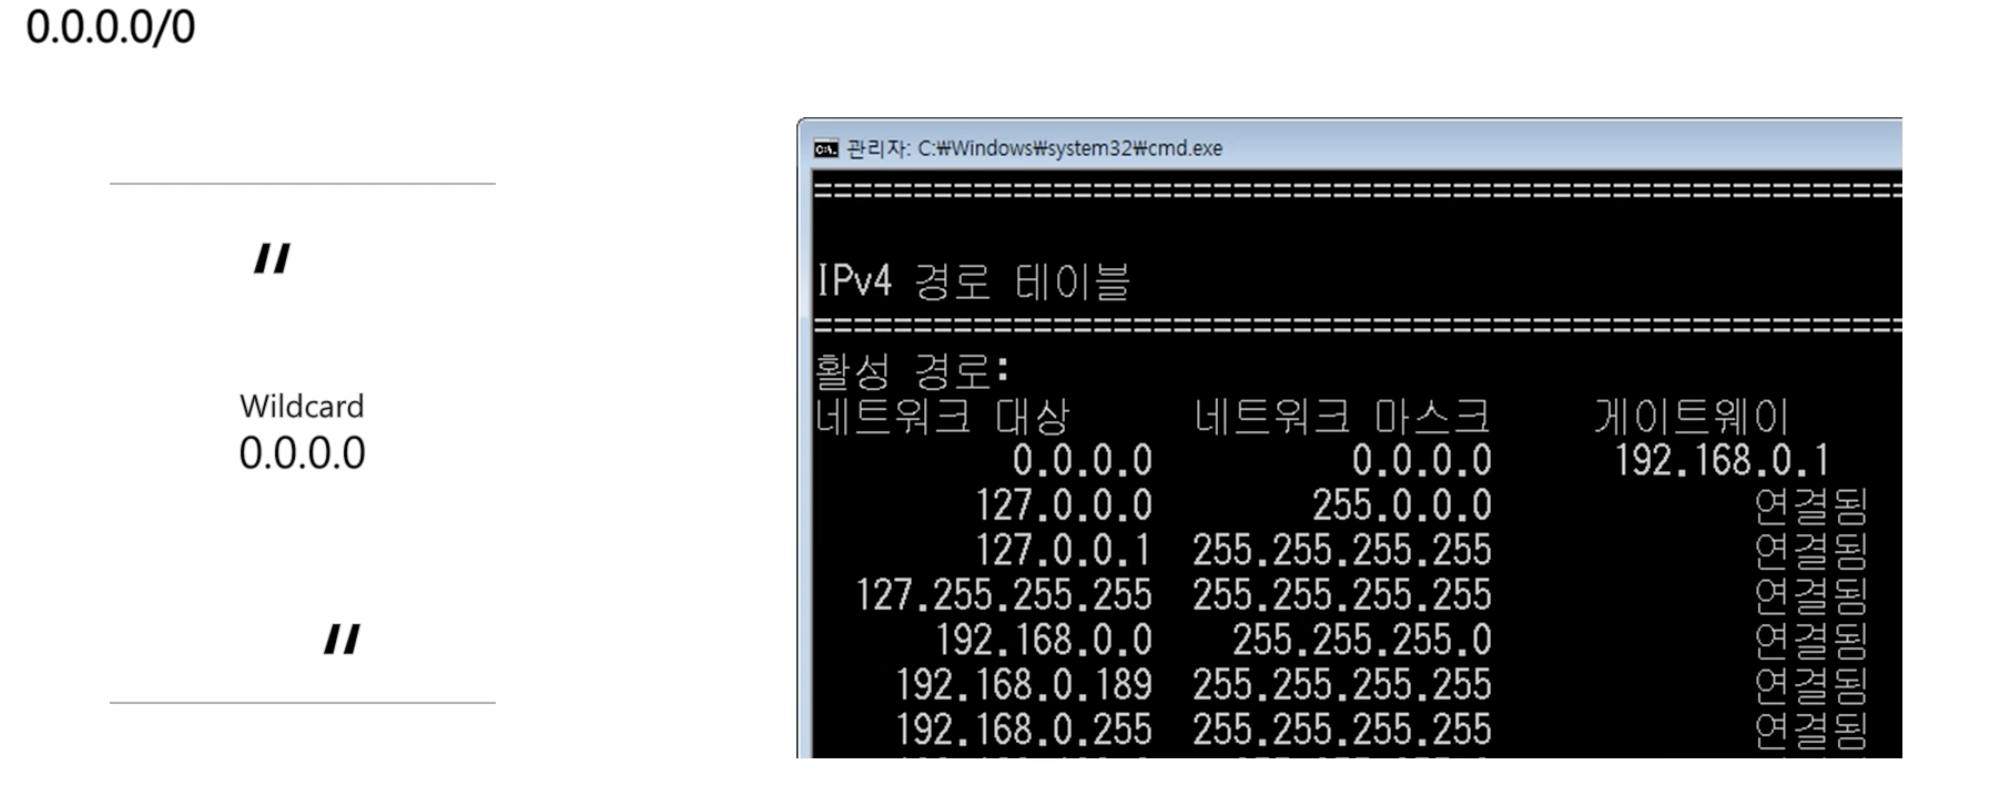 0.0.0.0/0
"
Wildcard
0.0.0.0
"
관리자: C:₩Windows₩system32₩cmd.exe
===========================================================
IPv4 경로 테이블
===========================================================
활성 경로:
네트워크 대상 네트워크 마스크 게이트웨이
0.0.0.0 0.0.0.0 192.168.0.1
127.0.0.0 255.0.0.0 연결됨
127.0.0.1 255.255.255.255 연결됨
127.255.255.255 255.255.255.255 연결됨
192.168.0.0 255.255.255.0 연결됨
192.168.0.189 255.255.255.255 연결됨
192.168.0.255 255.255.255.255 연결됨